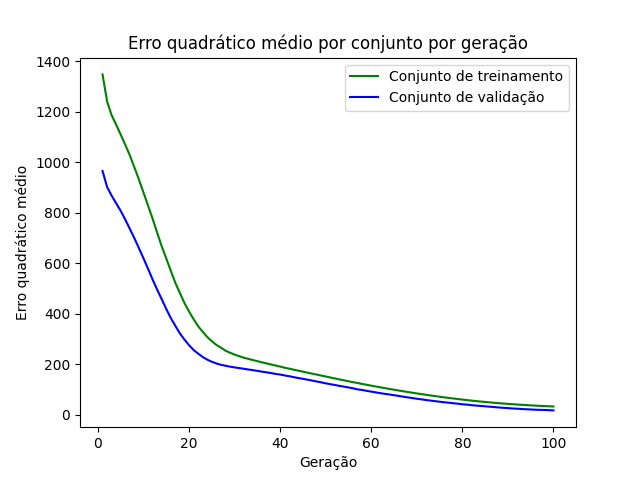 Erro quadrático médio por conjunto por geração
Conjunto de treinamento
Conjunto de validação
Erro quadrático médio
1400
1200
1000
800
600
400
200
0
0 20 40 60 80 100
Geração